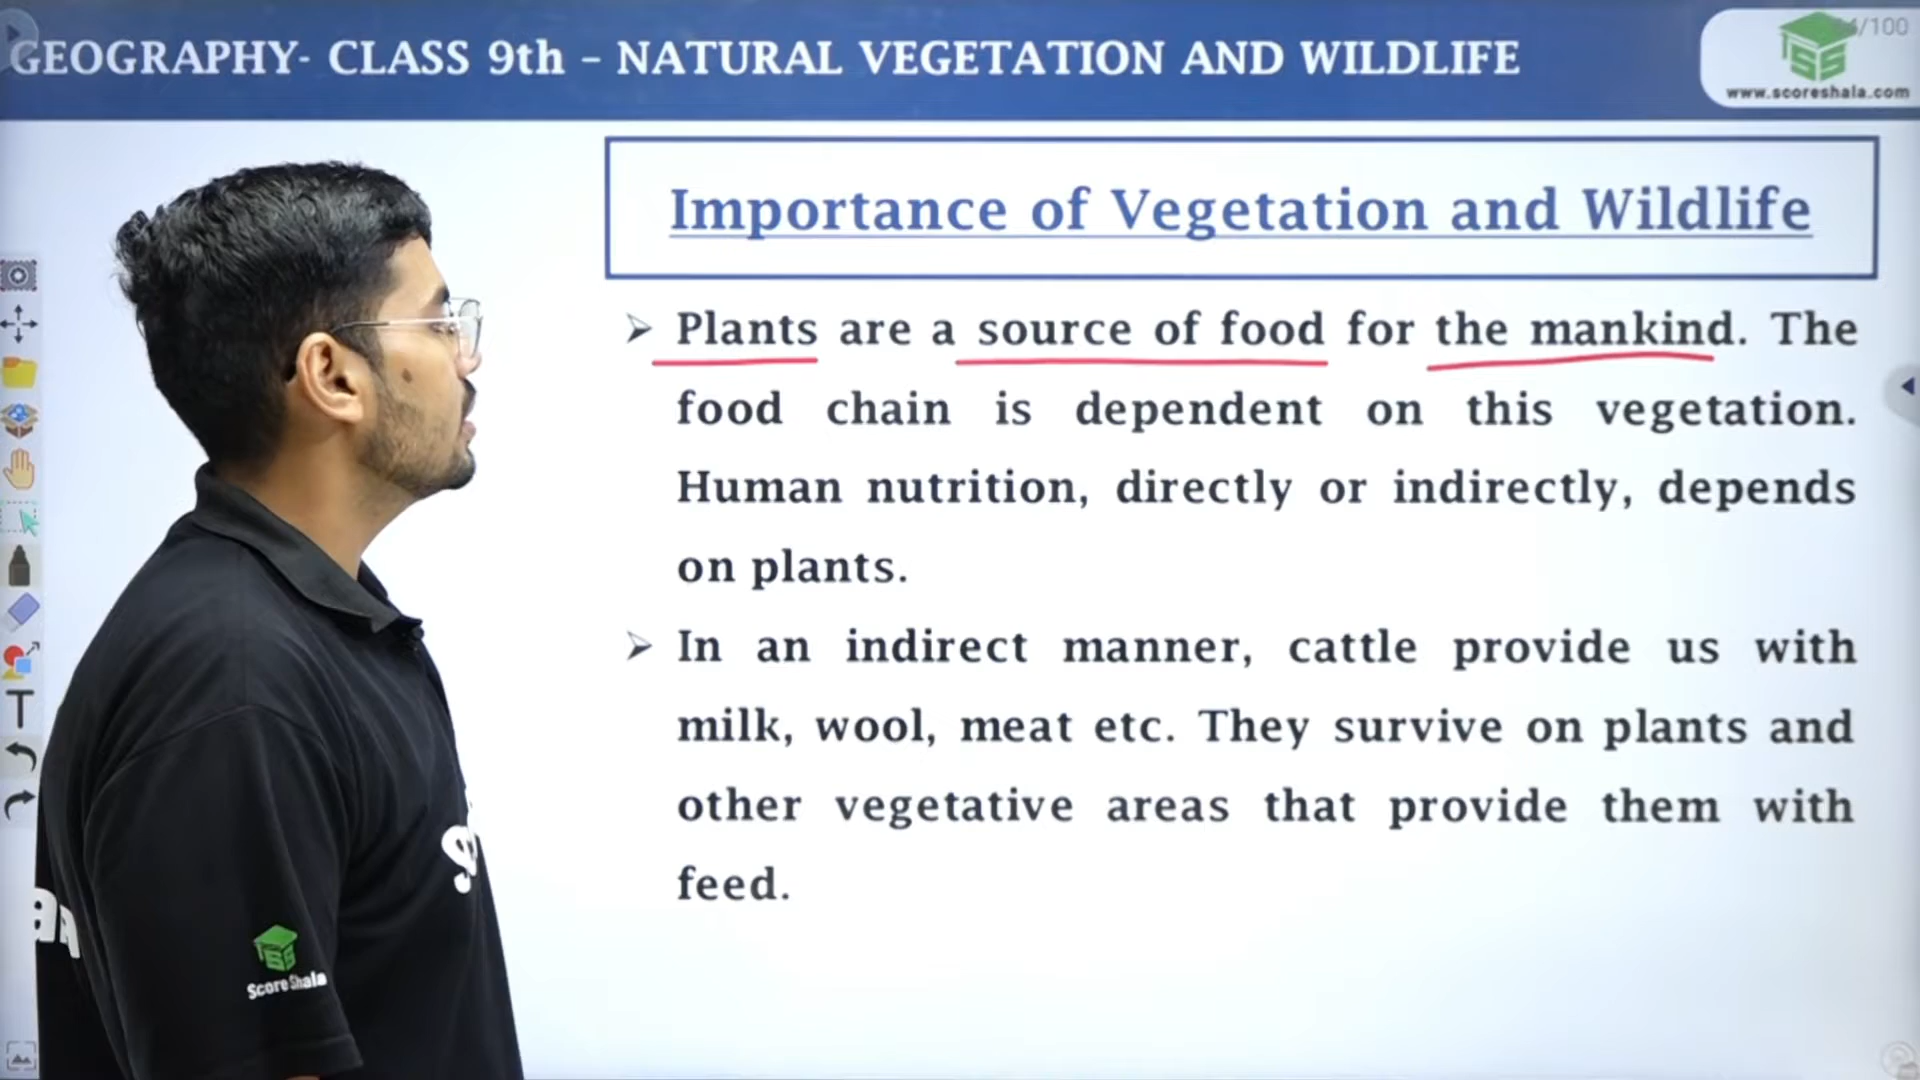 GEOGRAPHY- CLASS 9th – NATURAL VEGETATION AND WILDLIFE
/100
www.scoreshala.com
Importance of Vegetation and Wildlife
➢ Plants are a source of food for the mankind. The
food chain is dependent on this vegetation.
Human nutrition, directly or indirectly, depends
on plants.
➢ In an indirect manner, cattle provide us with
milk, wool, meat etc. They survive on plants and
other vegetative areas that provide them with
feed.
Score Shala